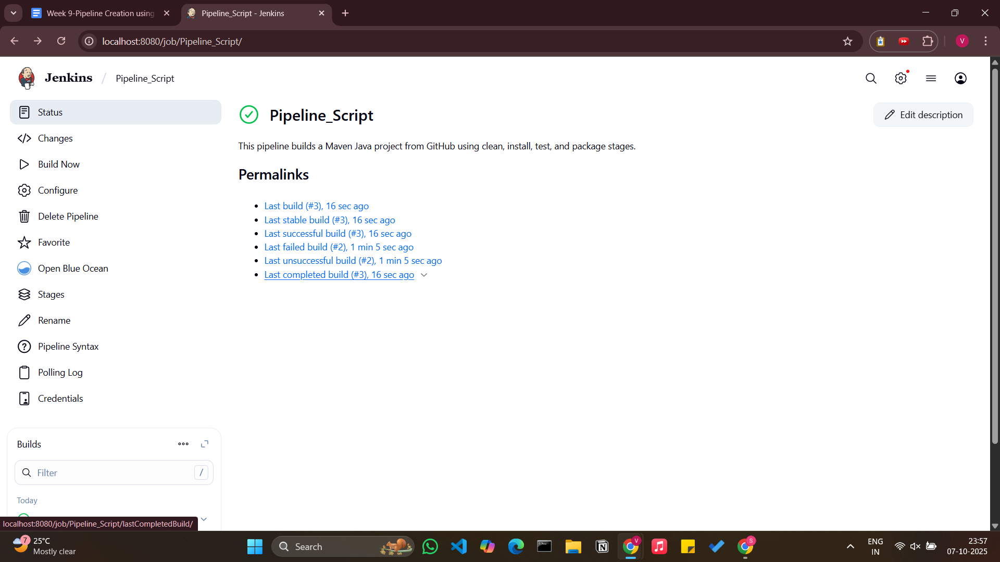 Week 9-Pipeline Creation using
Pipeline_Script - Jenkins
localhost:8080/job/Pipeline_Script/
V
Jenkins / Pipeline_Script
Status
Changes
Build Now
Configure
Delete Pipeline
Favorite
Open Blue Ocean
Stages
Rename
Pipeline Syntax
Polling Log
Credentials
Builds
Filter
/
Today
Pipeline_Script
Edit description
This pipeline builds a Maven Java project from GitHub using clean, install, test, and package stages.
Permalinks
• Last build (#3), 16 sec ago
• Last stable build (#3), 16 sec ago
• Last successful build (#3), 16 sec ago
• Last failed build (#2), 1 min 5 sec ago
• Last unsuccessful build (#2), 1 min 5 sec ago
• Last completed build (#3), 16 sec ago
localhost:8080/job/Pipeline_Script/lastCompletedBuild/
7
25°C
Mostly clear
Search
V
S
ENG
IN
23:57
07-10-2025